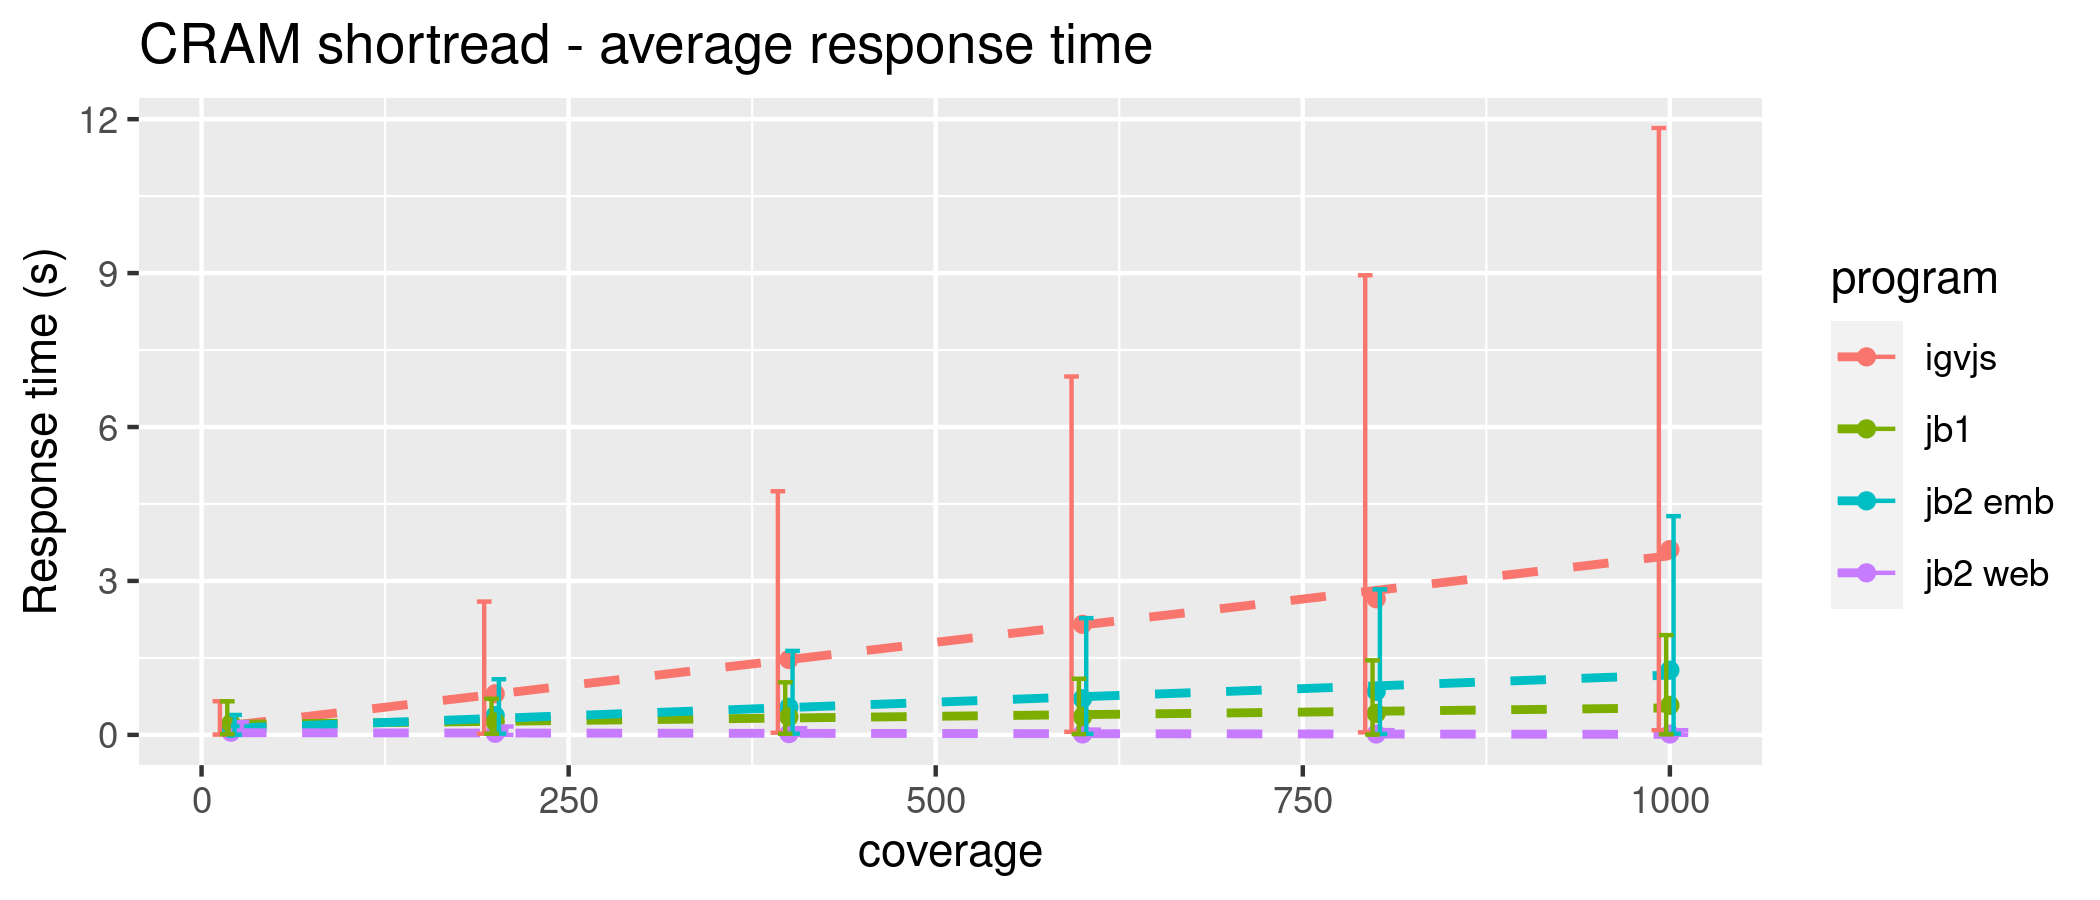 CRAM shortread - average response time
Response time (s)
12
9
6
3
0
0 250 500 750 1000
coverage
program
igvjs
jb1
jb2 emb
jb2 web